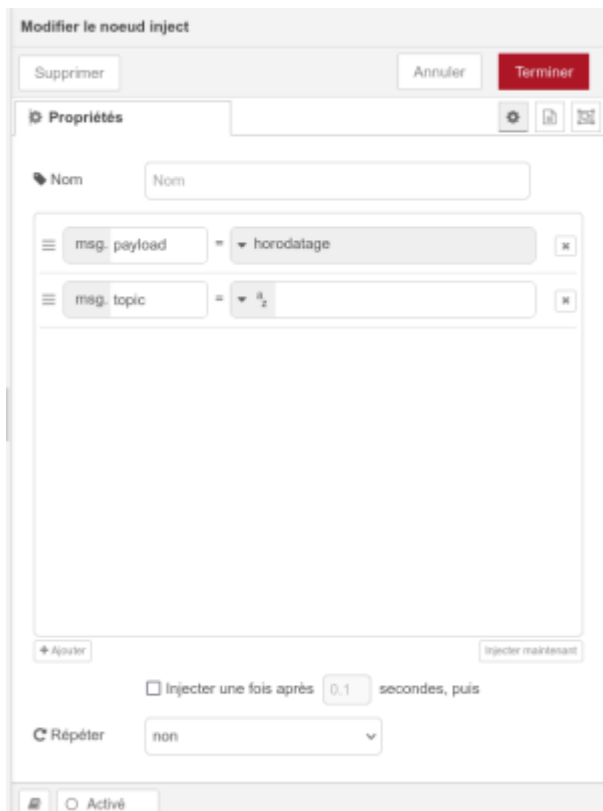 Modifier le noeud inject
Supprimer Annuler Terminer
Propriétés
Nom Nom
msg. payload = horodatage
msg. topic = a z
Ajouter Injecter maintenant
Injecter une fois après 0.1 secondes, puis
Répéter non
Activé